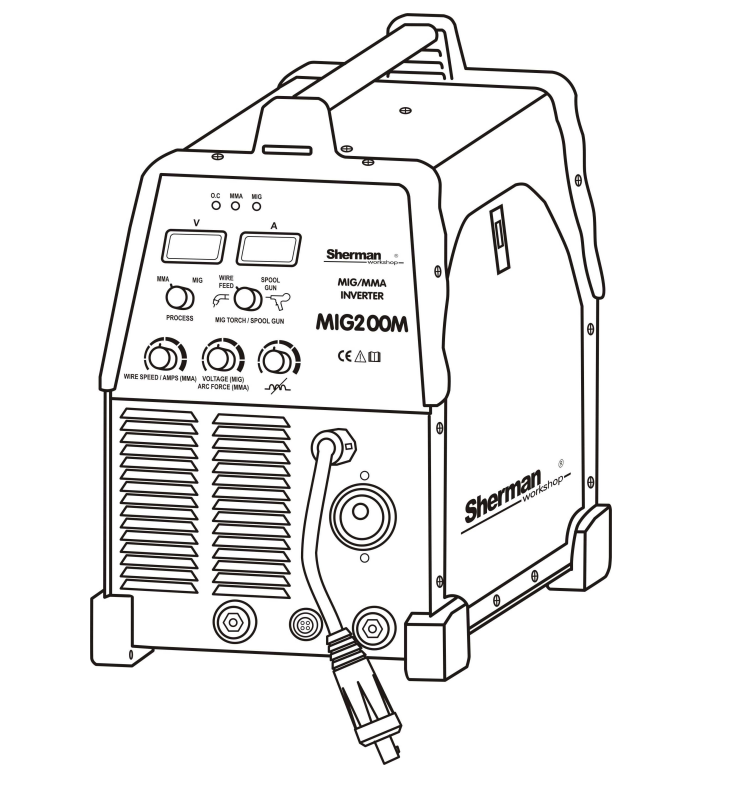 O.C MMA MIG
V A
Sherman ®
workshop
MMA MIG
WIRE FEED
SPOOL GUN
PROCESS
MIG TORCH / SPOOL GUN
MIG/MMA
INVERTER
MIG200M
CE
WIRE SPEED / AMPS (MMA)
VOLTAGE (MIG)
ARC FORCE (MMA)
Sherman ®
workshop